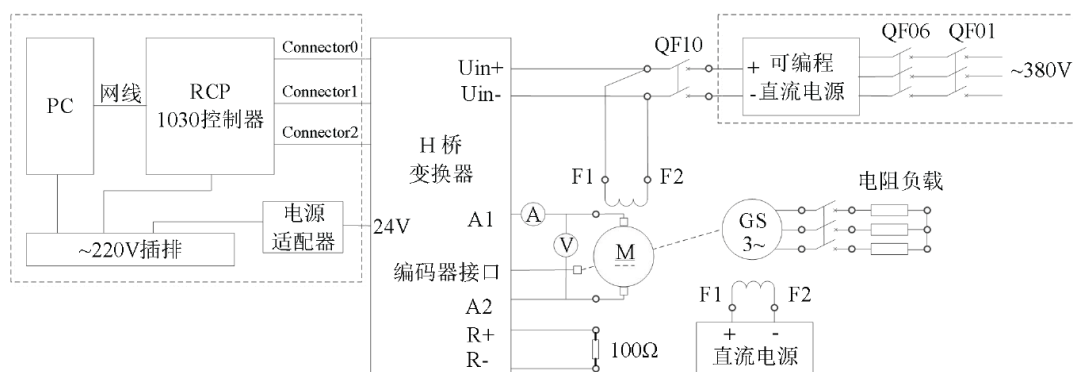 PC
网线
RCP
1030控制器
Connector0
Connector1
Connector2
电源
适配器
~220V插排
24V
Uin+
Uin-
H 桥
变换器
A1
编码器接口
A2
R+
R-
A
V
M
100Ω
F1
F2
QF10
+
-
可编程
直流电源
QF06
QF01
~380V
GS
3~
电阻负载
F1
F2
+
-
直流电源